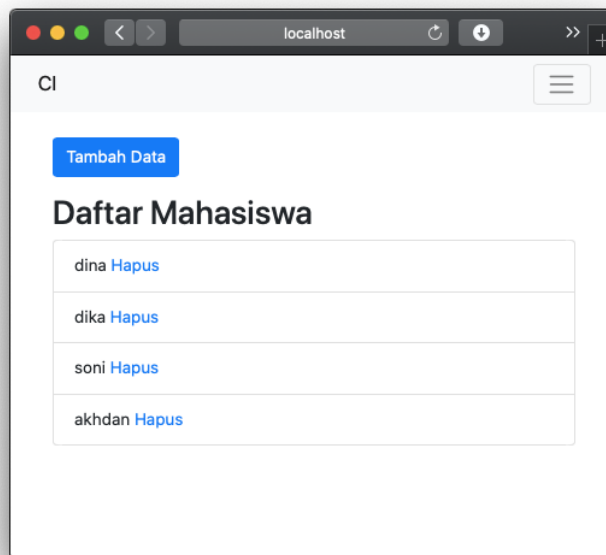 localhost
CI
Tambah Data
Daftar Mahasiswa
dina Hapus
dika Hapus
soni Hapus
akhdan Hapus